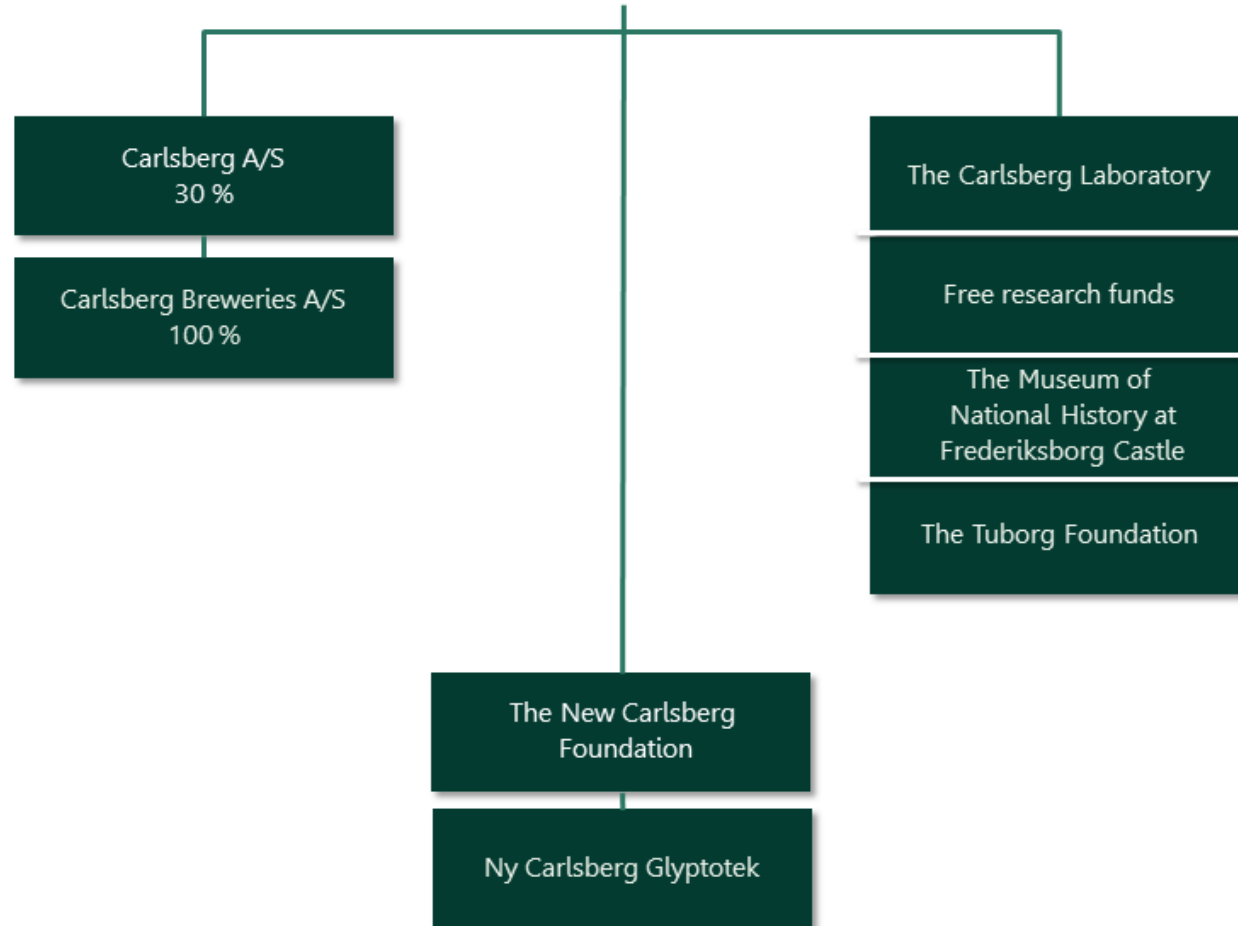 Carlsberg A/S
30 %
Carlsberg Breweries A/S
100 %
The Carlsberg Laboratory
Free research funds
The Museum of
National History at
Frederiksborg Castle
The Tuborg Foundation
The New Carlsberg
Foundation
Ny Carlsberg Glyptotek